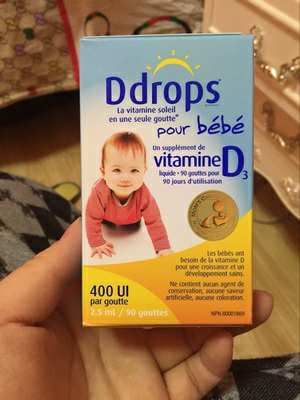 Ddrops
La vitamine soleil
en une seule goutte
pour bébé
Un supplément de
vitamine D3
liquide • 90 gouttes pour
90 jours d'utilisation
Les bébés ont
besoin de la vitamine D
pour une croissance et un
développement sains.
400 UI
par goutte
Ne contient aucun agent de
conservation, aucune saveur
artificielle, aucune coloration.
2,5 ml / 90 gouttes